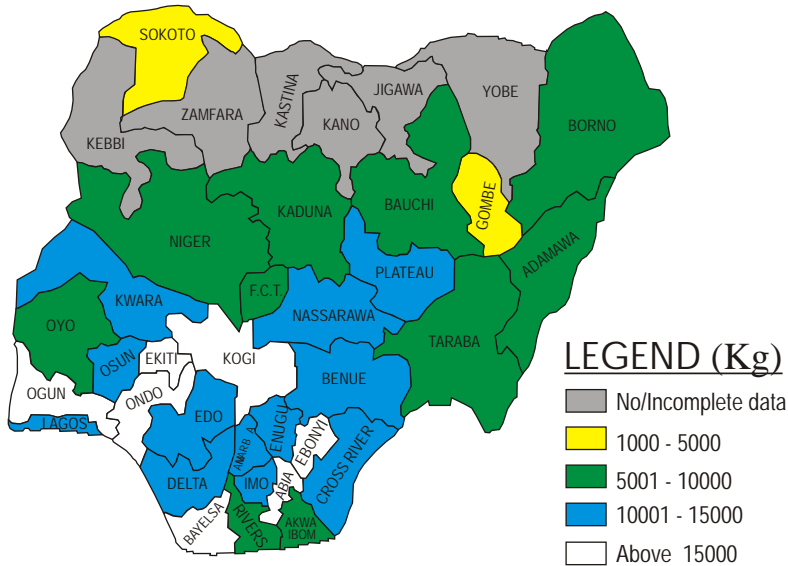 SOKOTO
ZAMFARA
KEBBI
KASTINA
KANO
JIGAWA
YOBE
BORNO
NIGER
KADUNA
BAUCHI
GOMBE
ADAMAWA
F.C.T.
PLATEAU
KWARA
NASSARAWA
TARABA
OYO
OSUN
EKITI
KOGI
BENUE
OGUN
ONDO
LAGOS
EDO
ENUGU
EBONYI
CROSS RIVER
DELTA
IMO
ABIA
BAYELSA
RIVERS
AKWA
IBOM
LEGEND (Kg)
No/Incomplete data
1000 - 5000
5001 - 10000
10001 - 15000
Above 15000